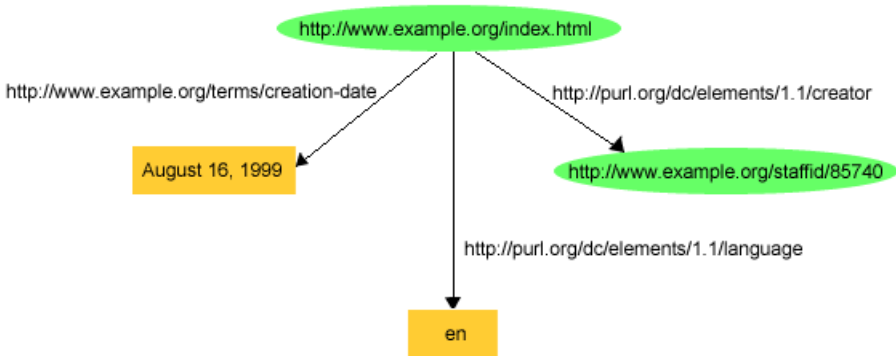 http://www.example.org/index.html
http://www.example.org/terms/creation-date
http://purl.org/dc/elements/1.1/creator
August 16, 1999
http://www.example.org/staffid/85740
http://purl.org/dc/elements/1.1/language
en